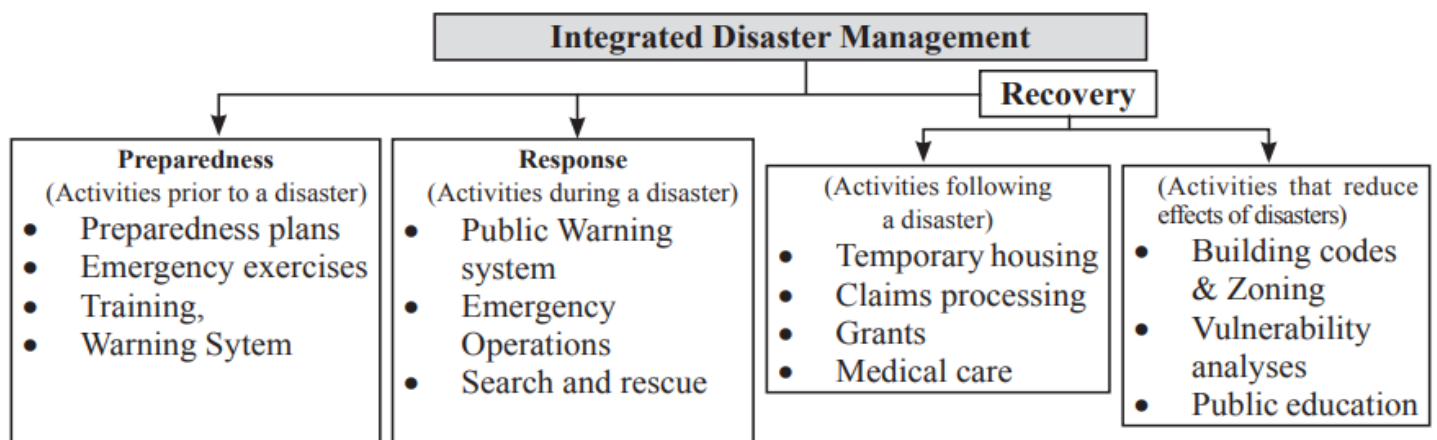 Integrated Disaster Management
Recovery
Preparedness
(Activities prior to a disaster)
• Preparedness plans
• Emergency exercises
• Training,
• Warning Sytem
Response
(Activities during a disaster)
• Public Warning
system
• Emergency
Operations
• Search and rescue
(Activities following
a disaster)
• Temporary housing
• Claims processing
• Grants
• Medical care
(Activities that reduce
effects of disasters)
• Building codes
& Zoning
• Vulnerability
analyses
• Public education